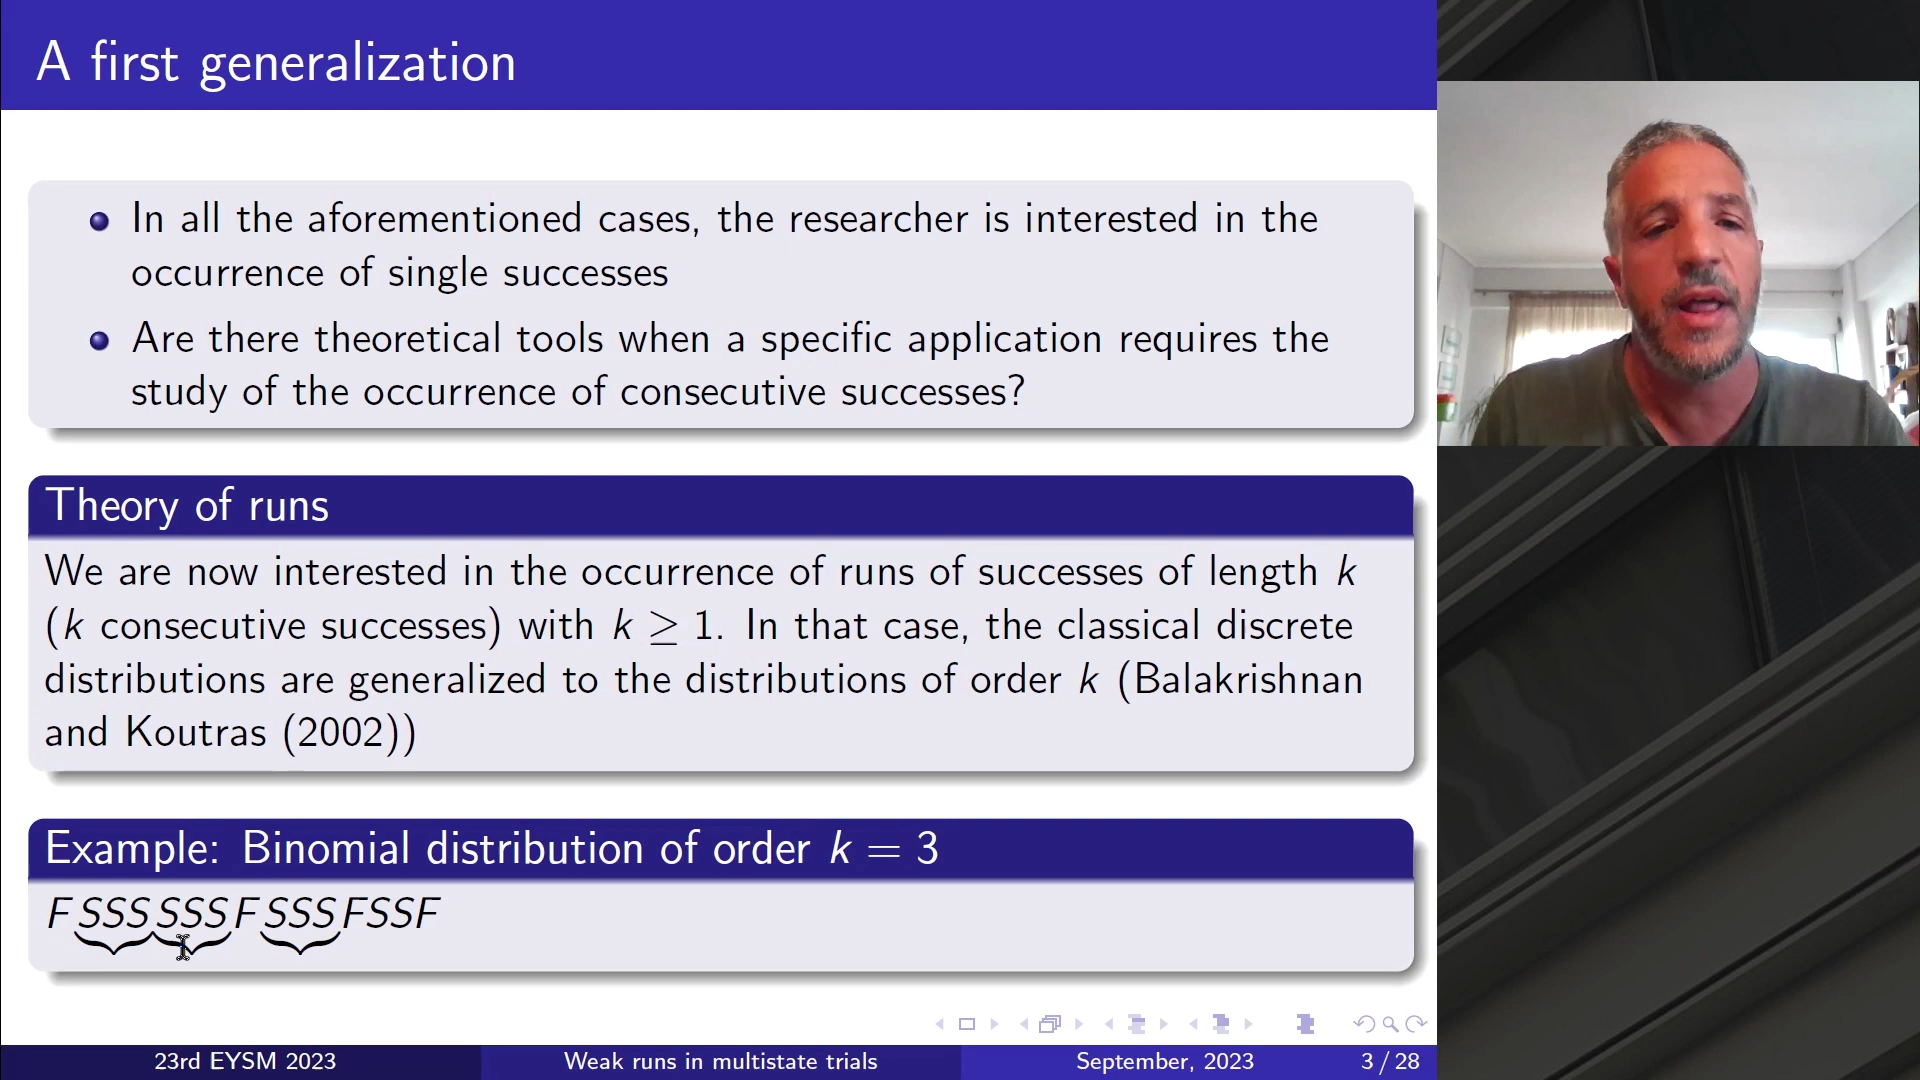 A first generalization
In all the aforementioned cases, the researcher is interested in the
occurrence of single successes
Are there theoretical tools when a specific application requires the
study of the occurrence of consecutive successes?
Theory of runs
We are now interested in the occurrence of runs of successes of length k
(k consecutive successes) with k ≥ 1. In that case, the classical discrete
distributions are generalized to the distributions of order k (Balakrishnan
and Koutras (2002))
Example: Binomial distribution of order k = 3
FSSSSSSFSSSFSSF
23rd EYSM 2023
Weak runs in multistate trials
September, 2023
3 / 28